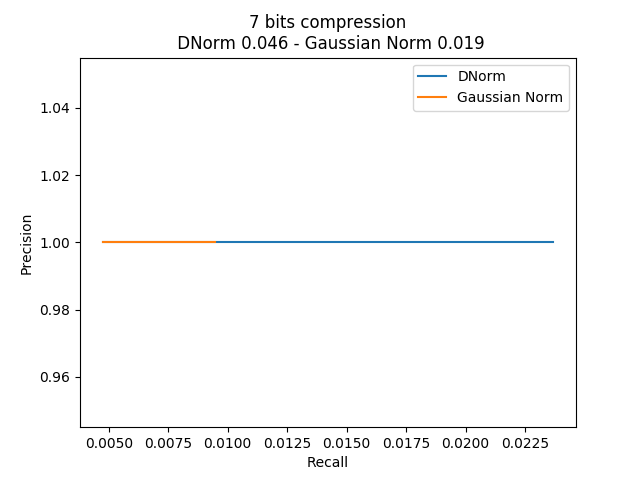 7 bits compression
DNorm 0.046 - Gaussian Norm 0.019
DNorm
Gaussian Norm
1.04
1.02
1.00
0.98
0.96
Precision
0.0050 0.0075 0.0100 0.0125 0.0150 0.0175 0.0200 0.0225
Recall